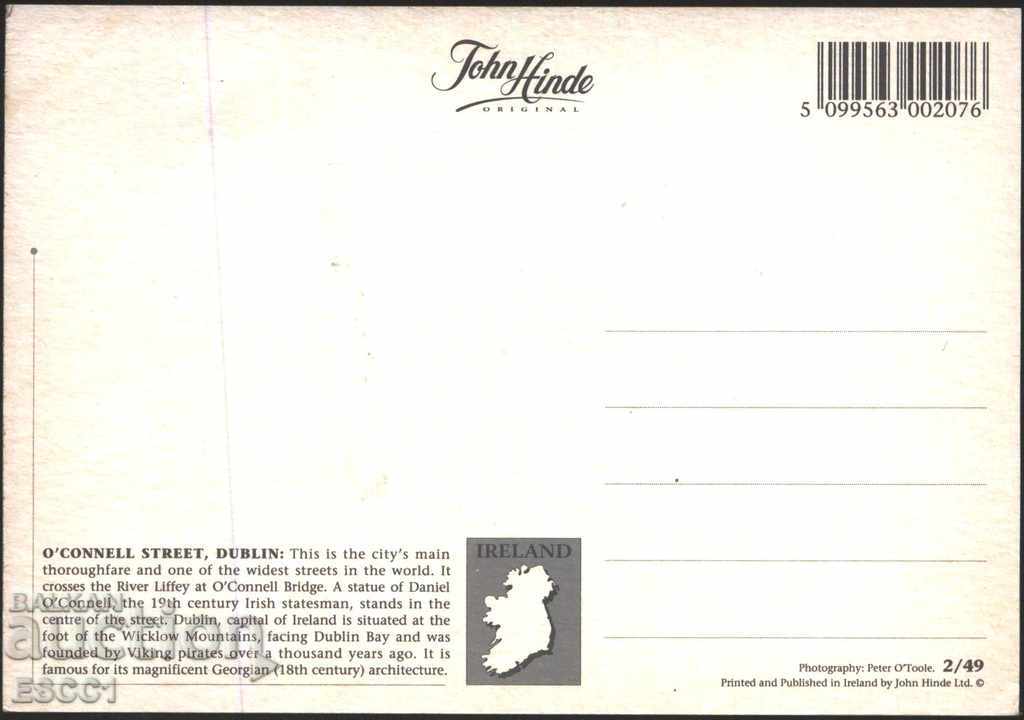 John Hinde
ORIGINAL
5 099563 002076
O'CONNELL STREET, DUBLIN: This is the city's main
thoroughfare and one of the widest streets in the world. It
crosses the River Liffey at O'Connell Bridge. A statue of Daniel
O'Connell, the 19th century Irish statesman, stands in the
centre of the street. Dublin, capital of Ireland is situated at the
foot of the Wicklow Mountains, facing Dublin Bay and was
founded by Viking pirates over a thousand years ago. It is
famous for its magnificent Georgian (18th century) architecture.
IRELAND
Photography: Peter O'Toole. 2/49
Printed and Published in Ireland by John Hinde Ltd. ©
BALKAN
auction
ESCC1